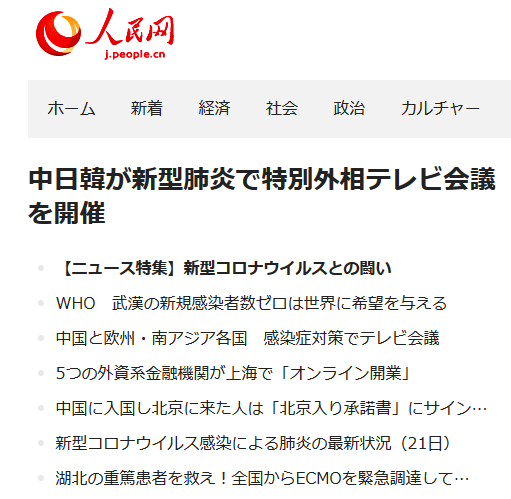 人民网
j.people.cn
ホーム 新着 経済 社会 政治 カルチャー
中日韓が新型肺炎で特別外相テレビ会議
を開催
【ニュース特集】新型コロナウイルスとの闘い
WHO　武漢の新規感染者数ゼロは世界に希望を与える
中国と欧州・南アジア各国　感染症対策でテレビ会議
5つの外資系金融機関が上海で「オンライン開業」
中国に入国し北京に来た人は「北京入り承諾書」にサイン…
新型コロナウイルス感染による肺炎の最新状況（21日）
湖北の重篤患者を救え！全国からECMOを緊急調達して…